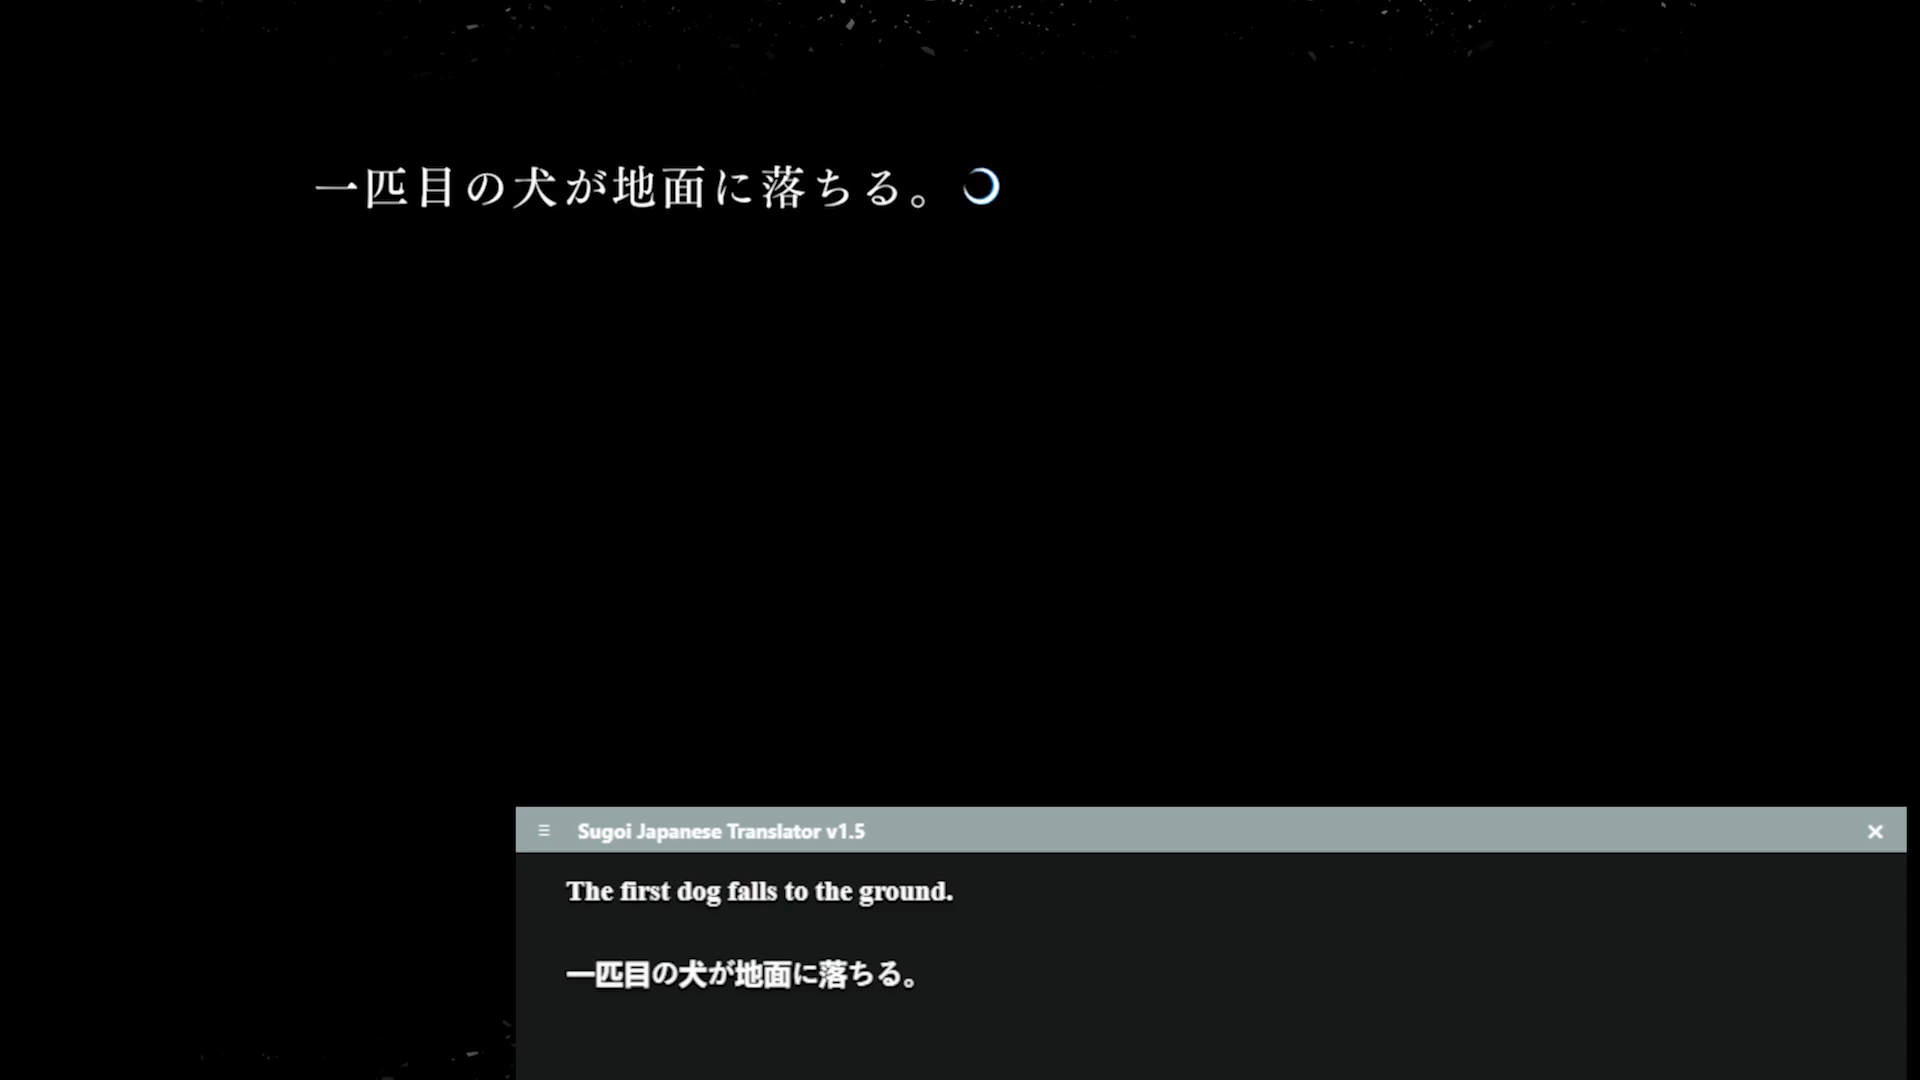 一匹目の犬が地面に落ちる。
Sugoi Japanese Translator v1.5
The first dog falls to the ground.
一匹目の犬が地面に落ちる。